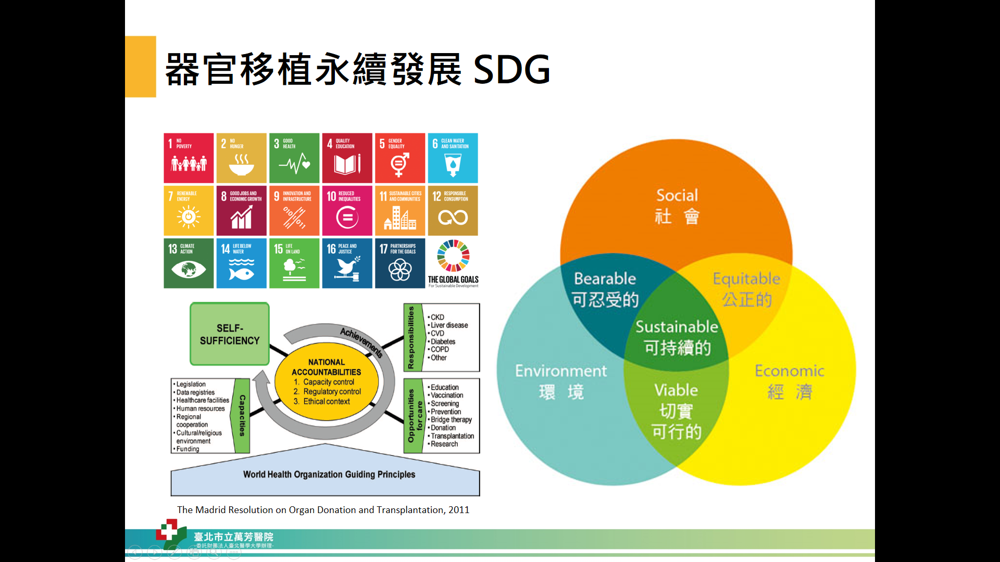 器官移植永續發展 SDG
1 NO
POVERTY
2 NO
HUNGER
3 GOOD
HEALTH
4 QUALITY
EDUCATION
5 GENDER
EQUALITY
6 CLEAN WATER
AND SANITATION
7 RENEWABLE
ENERGY
8 GOOD JOBS AND
ECONOMIC GROWTH
9 INNOVATION AND
INFRASTRUCTURE
10 REDUCED
INEQUALITIES
11 SUSTAINABLE CITIES
AND COMMUNITIES
12 RESPONSIBLE
CONSUMPTION
13 CLIMATE
ACTION
14 LIFE BELOW
WATER
15 LIFE
ON LAND
16 PEACE AND
JUSTICE
17 PARTNERSHIPS
FOR THE GOALS
THE GLOBAL GOALS
For Sustainable Development
SELF-
SUFFICIENCY
Achievements
NATIONAL
ACCOUNTABILITIES
1. Capacity control
2. Regulatory control
3. Ethical context
Responsibilities
• CKD
• Liver disease
• CVD
• Diabetes
• COPD
• Other
• Legislation
• Data registries
• Healthcare facilities
• Human resources
• Regional
cooperation
• Cultural/religious
environment
• Funding
Capacities
Opportunities
for care
• Education
• Vaccination
• Screening
• Prevention
• Bridge therapy
• Donation
• Transplantation
• Research
World Health Organization Guiding Principles
The Madrid Resolution on Organ Donation and Transplantation, 2011
Social
社 會
Bearable
可忍受的
Equitable
公正的
Sustainable
可持續的
Environment
環 境
Economic
經 濟
Viable
切實
可行的
臺北市立萬芳醫院
-委託財團法人臺北醫學大學辦理-
010
011